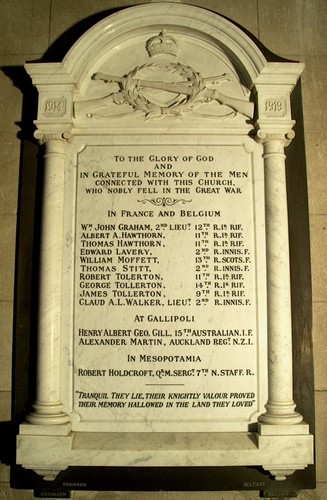 1914
1919
TO THE GLORY OF GOD
AND
IN GRATEFUL MEMORY OF THE MEN
CONNECTED WITH THIS CHURCH,
WHO NOBLY FELL IN THE GREAT WAR
IN FRANCE AND BELGIUM
WM JOHN GRAHAM, 2ND LIEUT. 12TH R.IR. RIF.
ALBERT A. HAWTHORN, 11TH R.IR. RIF.
THOMAS HAWTHORN, 11TH R.IR. RIF.
EDWARD LAVERY, 2ND R.INNIS.F.
WILLIAM MOFFETT, 13TH R.SCOTS.F.
THOMAS STITT, 2ND R.INNIS.F.
ROBERT TOLERTON, 11TH R.IR. RIF.
GEORGE TOLLERTON, 14TH R.IR. RIF.
JAMES TOLLERTON, 9TH R.IR. RIF.
CLAUD A.L. WALKER, LIEUT. 2ND R.INNIS.F.
AT GALLIPOLI
HENRY ALBERT GEO. GILL, 15TH AUSTRALIAN.I.F.
ALEXANDER MARTIN, AUCKLAND REGT. N.Z.I.
IN MESOPOTAMIA
ROBERT HOLDCROFT, Q.M.SERGT. 7TH N. STAFF R.
"TRANQUIL THEY LIE, THEIR KNIGHTLY VALOUR PROVED
THEIR MEMORY HALLOWED IN THE LAND THEY LOVED"
ROBINSON
BELFAST